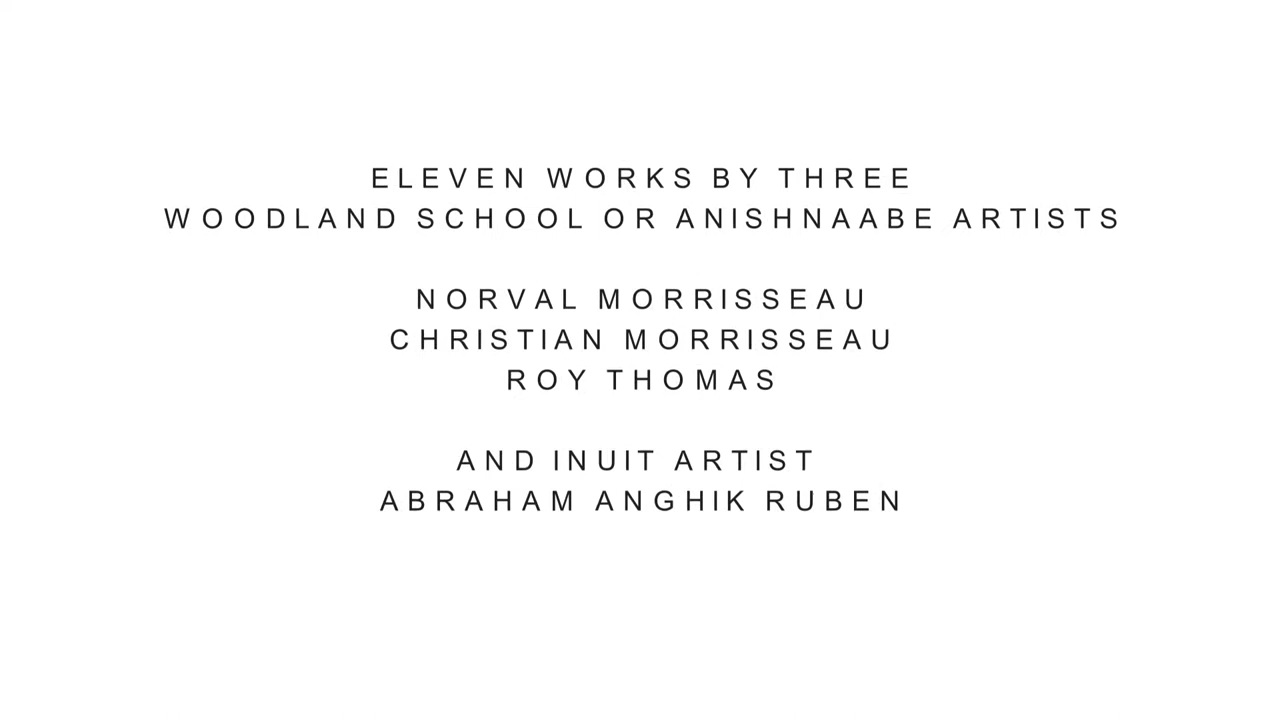 ELEVEN WORKS BY THREE
WOODLAND SCHOOL OR ANISHNAABE ARTISTS
NORVAL MORRISSEAU
CHRISTIAN MORRISSEAU
ROY THOMAS
AND INUIT ARTIST
ABRAHAM ANGHIK RUBEN